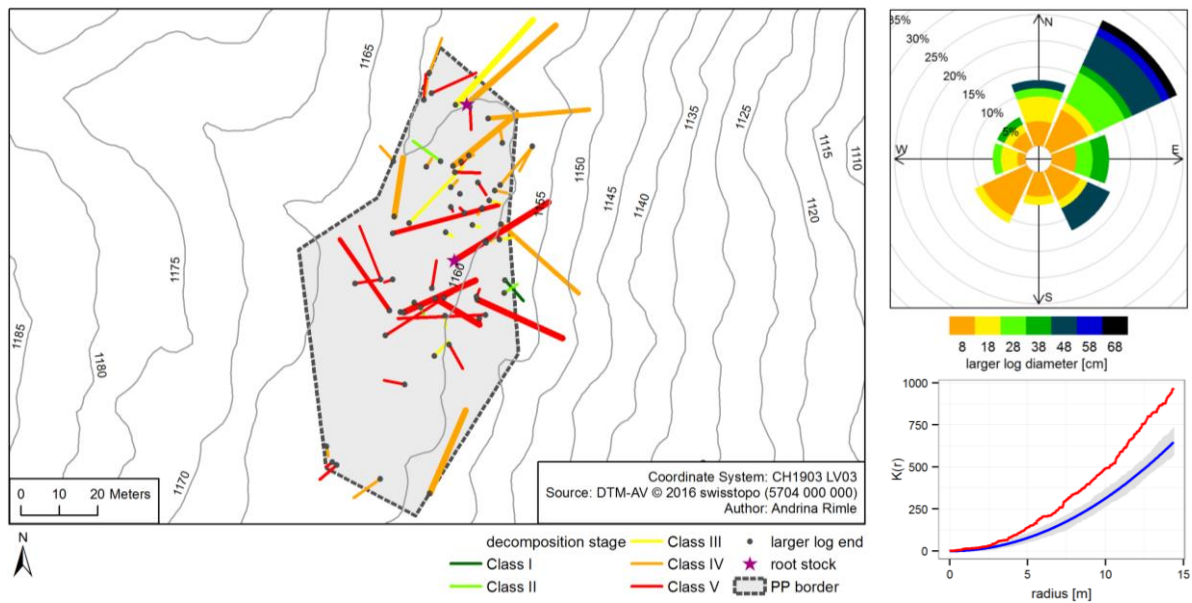 1165
1135
1125
1115
1110
1150
1155
1145
1140
1175
1120
1160
1185
1180
1170
0 10 20 Meters
Coordinate System: CH1903 LV03
Source: DTM-AV © 2016 swisstopo (5704 000 000)
Author: Andrina Rimle
N
decomposition stage
Class I
Class II
Class III
Class IV
Class V
larger log end
root stock
PP border
35%
30%
25%
20%
15%
10%
5%
N
W
E
S
8 18 28 38 48 58 68
larger log diameter [cm]
1000
750
500
250
0
K(r)
0 5 10 15
radius [m]